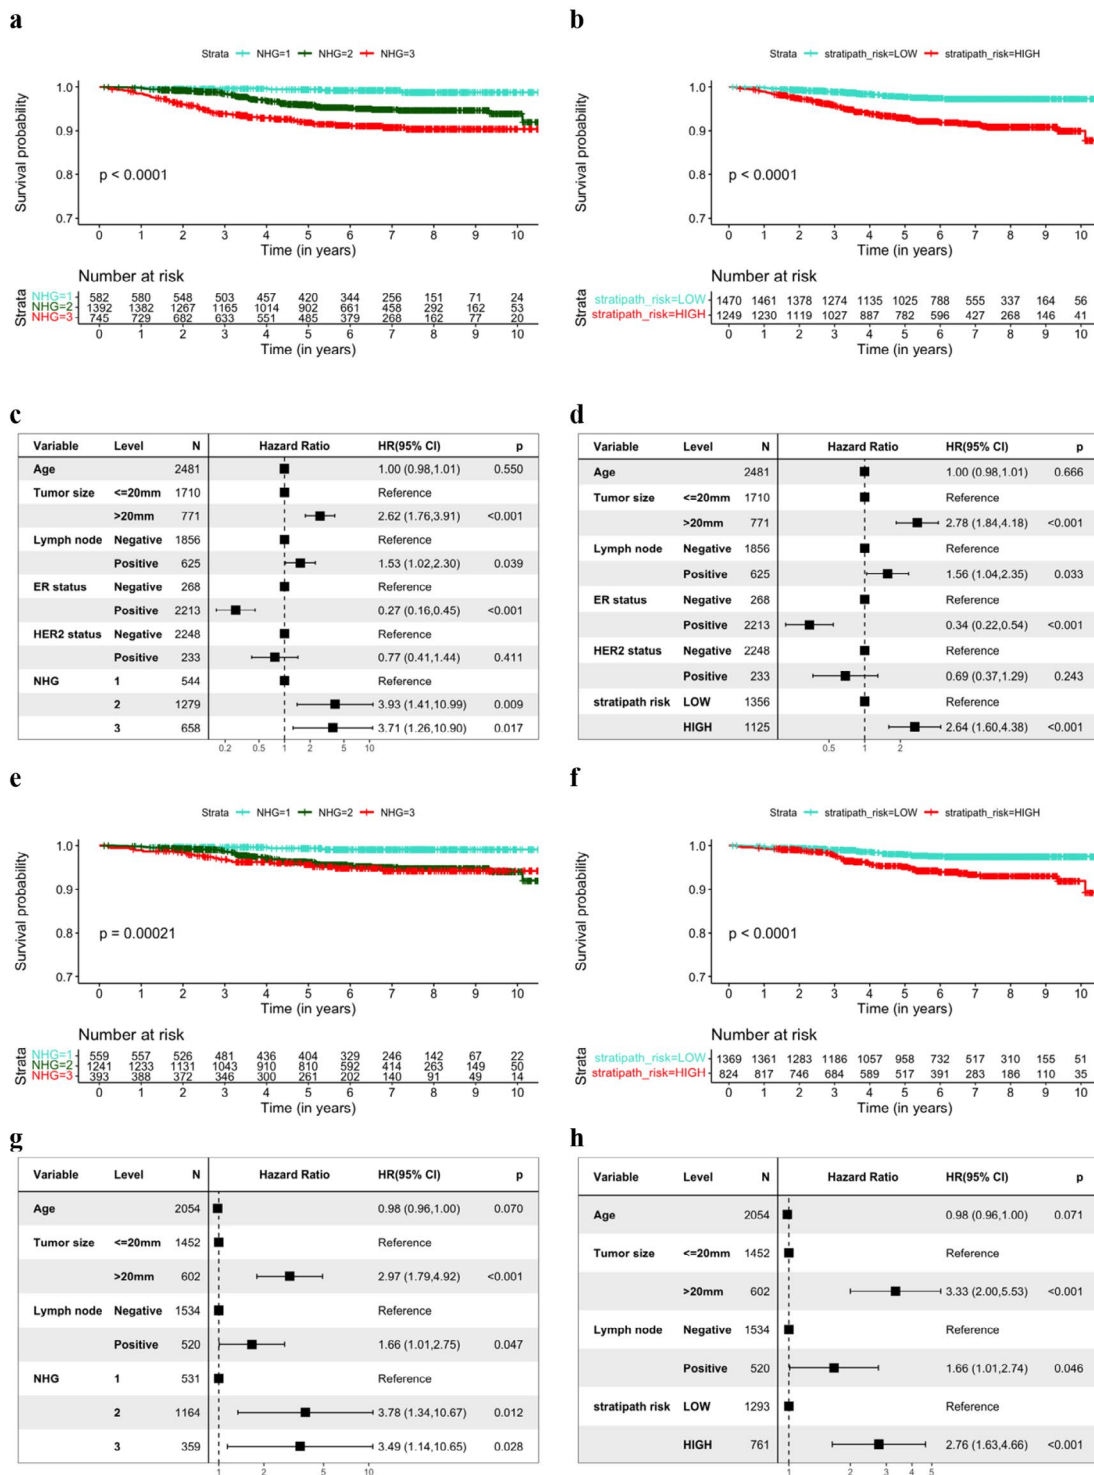 a
Strata NHG=1 NHG=2 NHG=3
Survival probability
1.0
0.9
0.8
0.7
p < 0.0001
0 1 2 3 4 5 6 7 8 9 10
Time (in years)
Number at risk
Strata
NHG=1 582 580 548 503 457 420 344 256 151 71 24
NHG=2 1392 1382 1267 1165 1014 902 661 458 292 162 53
NHG=3 745 729 682 633 551 485 379 268 162 77 20
Time (in years)
b
Strata stratipath_risk=LOW stratipath_risk=HIGH
Survival probability
1.0
0.9
0.8
0.7
p < 0.0001
0 1 2 3 4 5 6 7 8 9 10
Time (in years)
Number at risk
Strata
stratipath_risk=LOW 1470 1461 1378 1274 1135 1025 788 555 337 164 56
stratipath_risk=HIGH 1249 1230 1119 1027 887 782 596 427 268 146 41
0 1 2 3 4 5 6 7 8 9 10
Time (in years)
c
Variable Level N Hazard Ratio HR(95% CI) p
Age 2481 1.00 (0.98,1.01) 0.550
Tumor size <=20mm 1710 Reference
>20mm 771 2.62 (1.76,3.91) <0.001
Lymph node Negative 1856 Reference
Positive 625 1.53 (1.02,2.30) 0.039
ER status Negative 268 Reference
Positive 2213 0.27 (0.16,0.45) <0.001
HER2 status Negative 2248 Reference
Positive 233 0.77 (0.41,1.44) 0.411
NHG 1 544 Reference
2 1279 3.93 (1.41,10.99) 0.009
3 658 3.71 (1.26,10.90) 0.017
0.2 0.5 1 2 5 10
d
Variable Level N Hazard Ratio HR(95% CI) p
Age 2481 1.00 (0.98,1.01) 0.666
Tumor size <=20mm 1710 Reference
>20mm 771 2.78 (1.84,4.18) <0.001
Lymph node Negative 1856 Reference
Positive 625 1.56 (1.04,2.35) 0.033
ER status Negative 268 Reference
Positive 2213 0.34 (0.22,0.54) <0.001
HER2 status Negative 2248 Reference
Positive 233 0.69 (0.37,1.29) 0.243
stratipath risk LOW 1356 Reference
HIGH 1125 2.64 (1.60,4.38) <0.001
0.5 1 2
e
Strata NHG=1 NHG=2 NHG=3
Survival probability
1.0
0.9
0.8
0.7
p = 0.00021
0 1 2 3 4 5 6 7 8 9 10
Time (in years)
Number at risk
Strata
NHG=1 559 557 526 481 436 404 329 246 142 67 22
NHG=2 1241 1233 1131 1043 910 810 592 414 263 149 50
NHG=3 393 388 372 346 300 261 202 140 91 49 14
0 1 2 3 4 5 6 7 8 9 10
Time (in years)
f
Strata stratipath_risk=LOW stratipath_risk=HIGH
Survival probability
1.0
0.9
0.8
0.7
p < 0.0001
0 1 2 3 4 5 6 7 8 9 10
Time (in years)
Number at risk
Strata
stratipath_risk=LOW 1369 1361 1283 1186 1057 958 732 517 310 155 51
stratipath_risk=HIGH 824 817 746 684 589 517 391 283 186 110 35
0 1 2 3 4 5 6 7 8 9 10
Time (in years)
g
Variable Level N Hazard Ratio HR(95% CI) p
Age 2054 0.98 (0.96,1.00) 0.070
Tumor size <=20mm 1452 Reference
>20mm 602 2.97 (1.79,4.92) <0.001
Lymph node Negative 1534 Reference
Positive 520 1.66 (1.01,2.75) 0.047
NHG 1 531 Reference
2 1164 3.78 (1.34,10.67) 0.012
3 359 3.49 (1.14,10.65) 0.028
1 2 5 10
h
Variable Level N Hazard Ratio HR(95% CI) p
Age 2054 0.98 (0.96,1.00) 0.071
Tumor size <=20mm 1452 Reference
>20mm 602 3.33 (2.00,5.53) <0.001
Lymph node Negative 1534 Reference
Positive 520 1.66 (1.01,2.74) 0.046
stratipath risk LOW 1293 Reference
HIGH 761 2.76 (1.63,4.66) <0.001
1 2 3 4 5